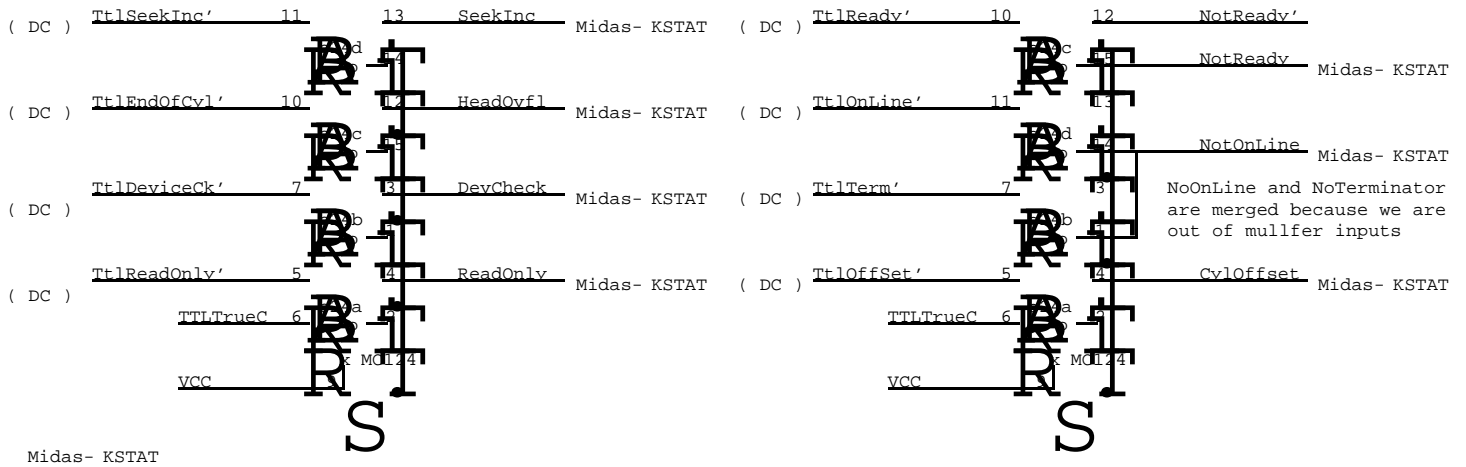 TtlSeekInc' 11 13 SeekInc
( DC ) Midas- KSTAT
TtlEndOfCyl' 10 12 HeadOvfl
( DC ) Midas- KSTAT
TtlDeviceCk' 7 3 DevCheck
( DC ) Midas- KSTAT
TtlReadOnly' 5 4 ReadOnly
( DC ) Midas- KSTAT
TTLTrueC 6
x MC124
VCC 9
S
Midas- KSTAT
TtlReady' 10 12 NotReady'
( DC )
15 NotReady
Midas- KSTAT
TtlOnLine' 11 13
( DC )
14 NotOnLine
Midas- KSTAT
TtlTerm' 7 3
( DC )
NoOnLine and NoTerminator
are merged because we are
out of mullfer inputs
TtlOffSet' 5 4 CylOffset
( DC ) Midas- KSTAT
TTLTrueC 6
x MC124
VCC 9
S